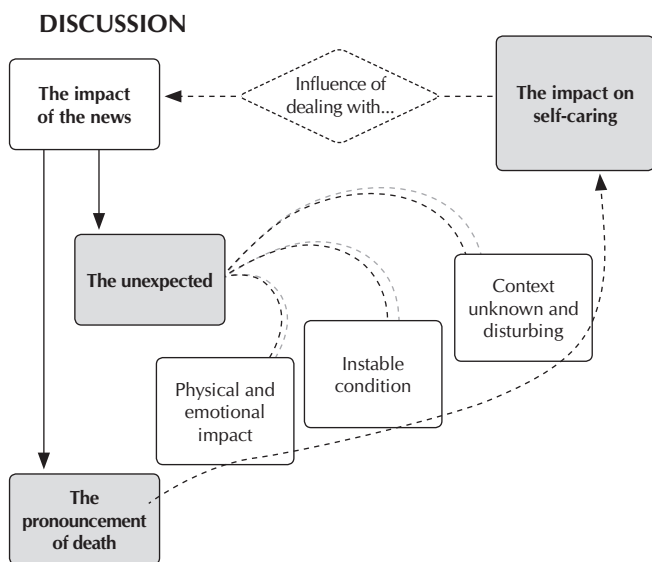 DISCUSSION
The impact
of the news
Influence of
dealing with...
The impact on
self-caring
The unexpected
Context
unknown and
disturbing
Instable
condition
Physical and
emotional
impact
The
pronouncement
of death